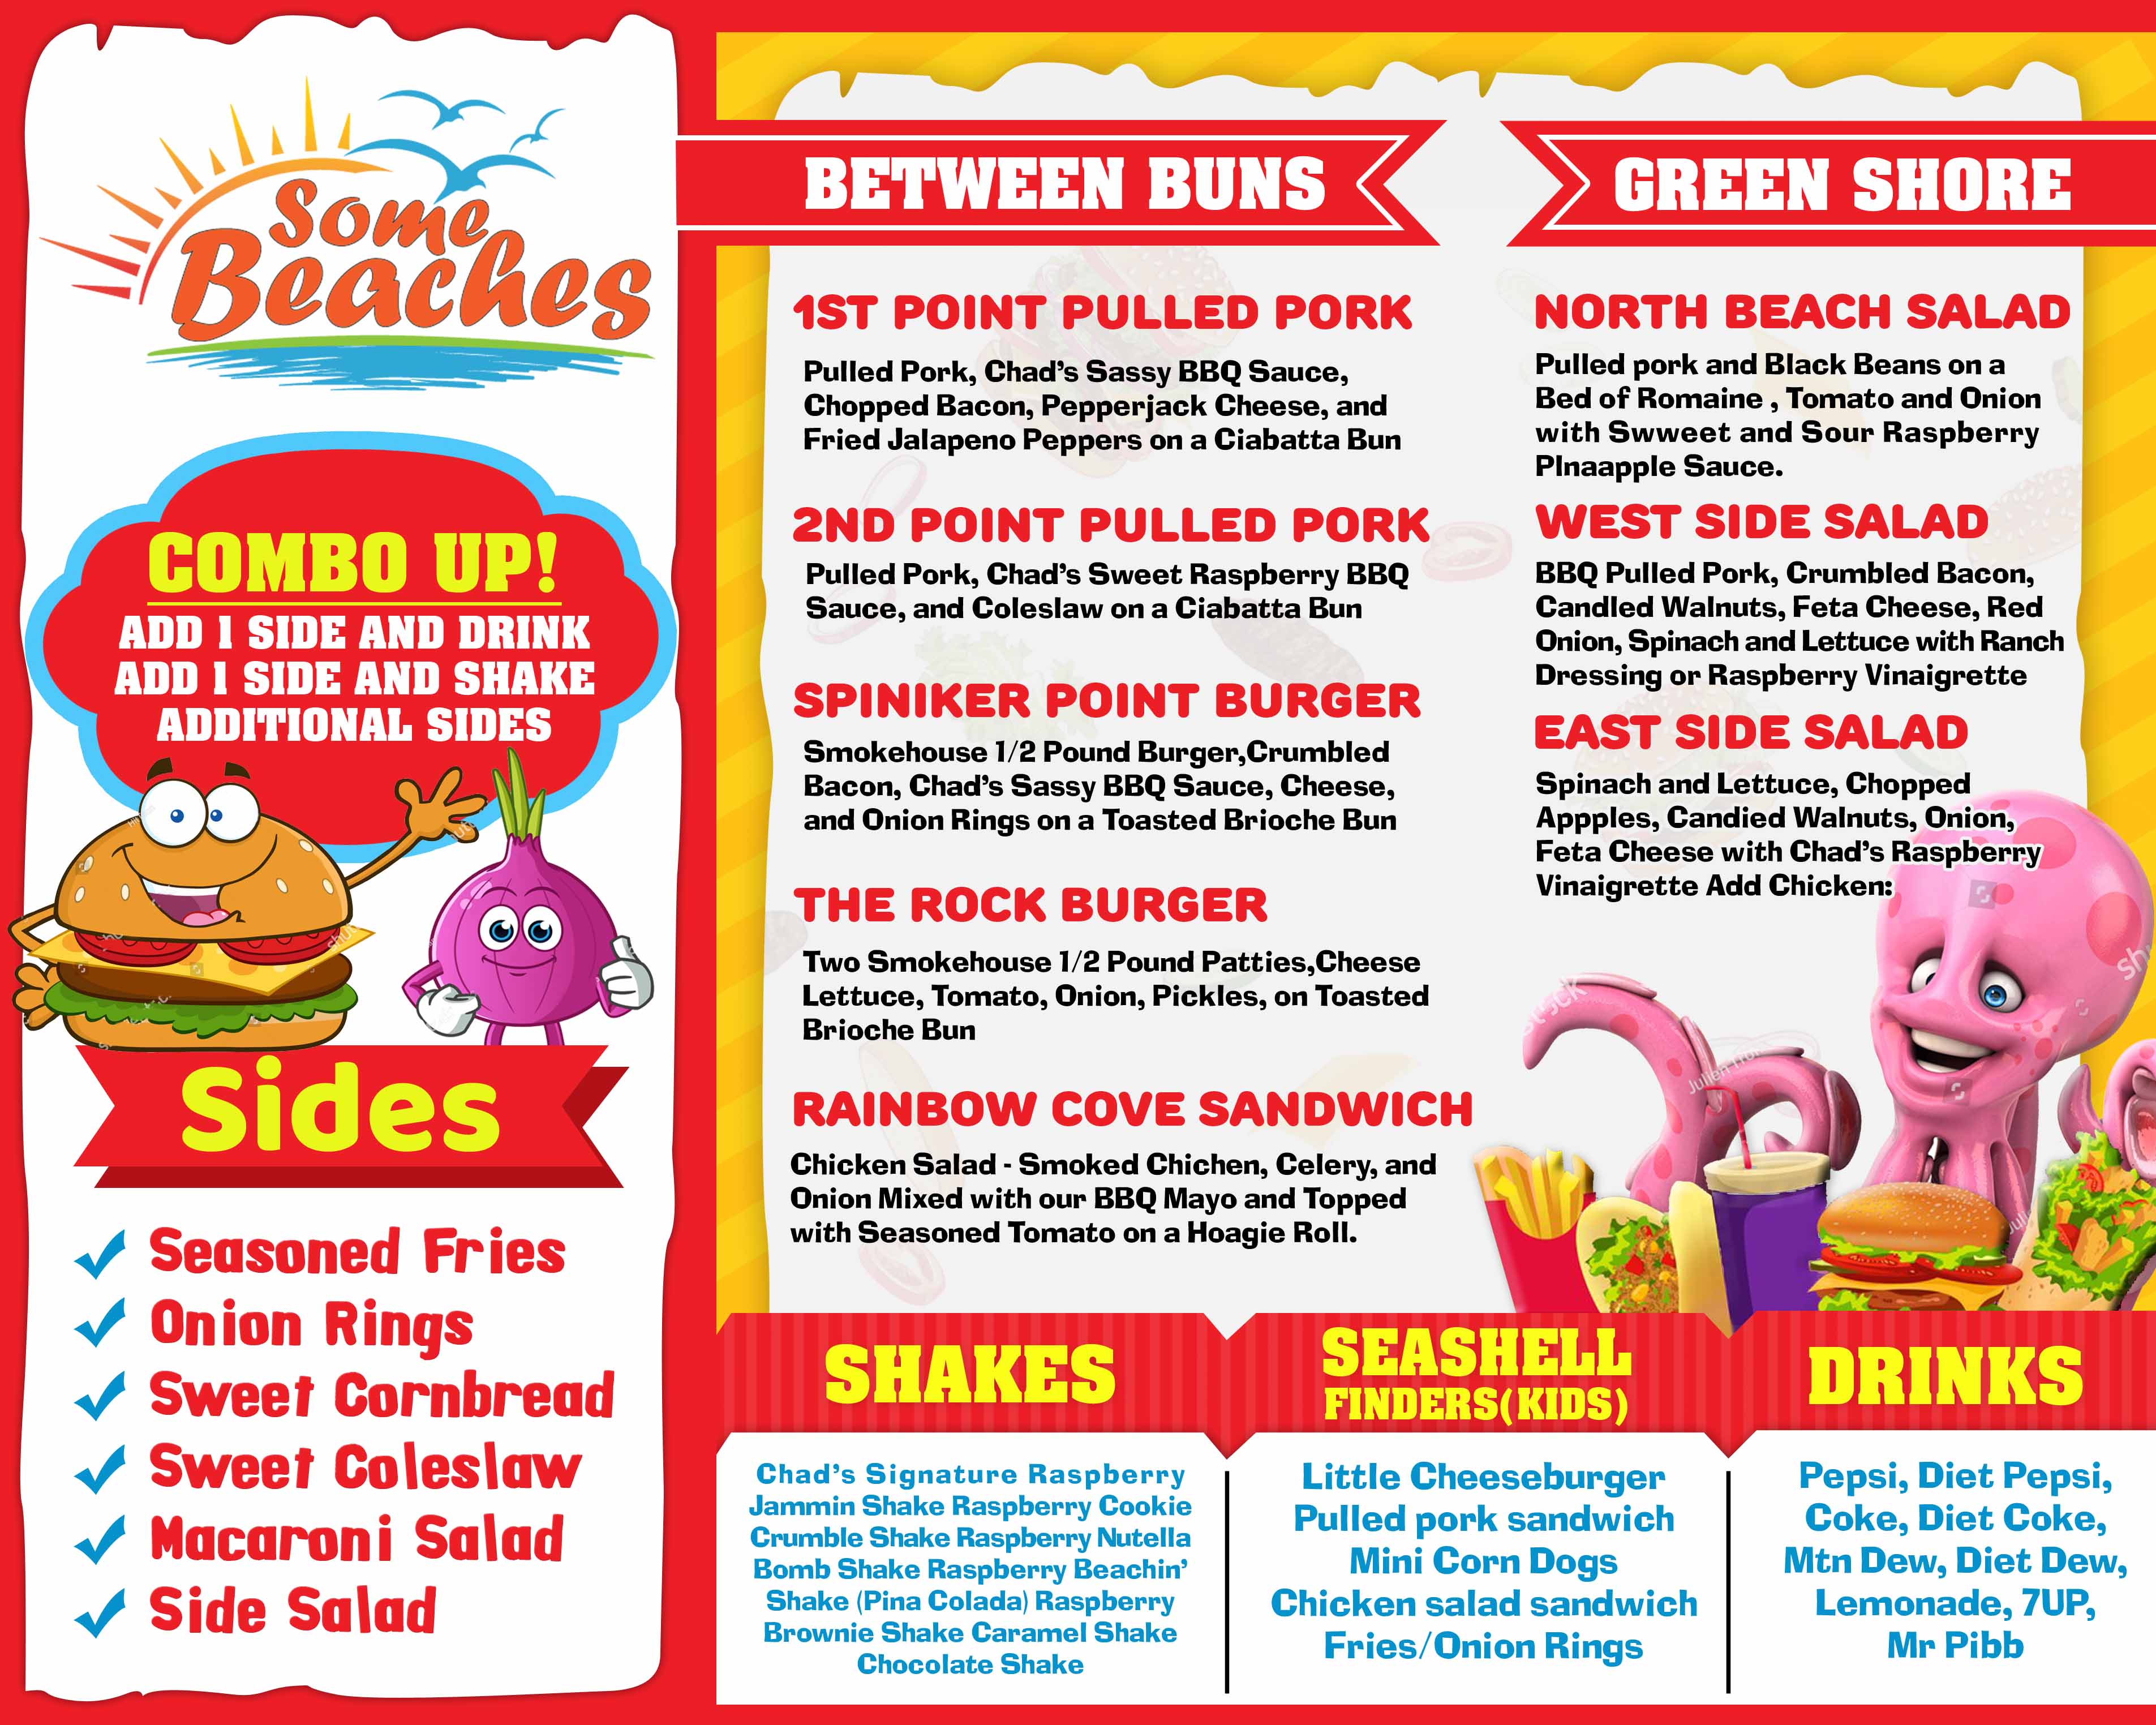 Some
Beaches
COMBO UP!
ADD 1 SIDE AND DRINK
ADD 1 SIDE AND SHAKE
ADDITIONAL SIDES
Sides
Seasoned Fries
Onion Rings
Sweet Cornbread
Sweet Coleslaw
Macaroni Salad
Side Salad
BETWEEN BUNS
1ST POINT PULLED PORK
Pulled Pork, Chad's Sassy BBQ Sauce,
Chopped Bacon, Pepperjack Cheese, and
Fried Jalapeno Peppers on a Ciabatta Bun
2ND POINT PULLED PORK
Pulled Pork, Chad's Sweet Raspberry BBQ
Sauce, and Coleslaw on a Ciabatta Bun
SPINIKER POINT BURGER
Smokehouse 1/2 Pound Burger,Crumbled
Bacon, Chad's Sassy BBQ Sauce, Cheese,
and Onion Rings on a Toasted Brioche Bun
THE ROCK BURGER
Two Smokehouse 1/2 Pound Patties,Cheese
Lettuce, Tomato, Onion, Pickles, on Toasted
Brioche Bun
RAINBOW COVE SANDWICH
Chicken Salad - Smoked Chichen, Celery, and
Onion Mixed with our BBQ Mayo and Topped
with Seasoned Tomato on a Hoagie Roll.
GREEN SHORE
NORTH BEACH SALAD
Pulled pork and Black Beans on a
Bed of Romaine , Tomato and Onion
with Swweet and Sour Raspberry
Plnaapple Sauce.
WEST SIDE SALAD
BBQ Pulled Pork, Crumbled Bacon,
Candled Walnuts, Feta Cheese, Red
Onion, Spinach and Lettuce with Ranch
Dressing or Raspberry Vinaigrette
EAST SIDE SALAD
Spinach and Lettuce, Chopped
Appples, Candied Walnuts, Onion,
Feta Cheese with Chad's Raspberry
Vinaigrette Add Chicken:
SHAKES
Chad's Signature Raspberry
Jammin Shake Raspberry Cookie
Crumble Shake Raspberry Nutella
Bomb Shake Raspberry Beachin'
Shake (Pina Colada) Raspberry
Brownie Shake Caramel Shake
Chocolate Shake
SEASHELL
FINDERS(KIDS)
Little Cheeseburger
Pulled pork sandwich
Mini Corn Dogs
Chicken salad sandwich
Fries/Onion Rings
DRINKS
Pepsi, Diet Pepsi,
Coke, Diet Coke,
Mtn Dew, Diet Dew,
Lemonade, 7UP,
Mr Pibb